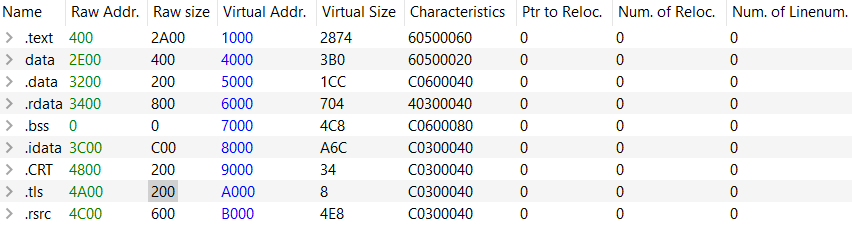 Name Raw Addr. Raw size Virtual Addr. Virtual Size Characteristics Ptr to Reloc. Num. of Reloc. Num. of Linenum.
.text 400 2A00 1000 2874 60500060 0 0 0
data 2E00 400 4000 3B0 60500020 0 0 0
.data 3200 200 5000 1CC C0600040 0 0 0
.rdata 3400 800 6000 704 40300040 0 0 0
.bss 0 0 7000 4C8 C0600080 0 0 0
.idata 3C00 C00 8000 A6C C0300040 0 0 0
.CRT 4800 200 9000 34 C0300040 0 0 0
.tls 4A00 200 A000 8 C0300040 0 0 0
.rsrc 4C00 600 B000 4E8 C0300040 0 0 0